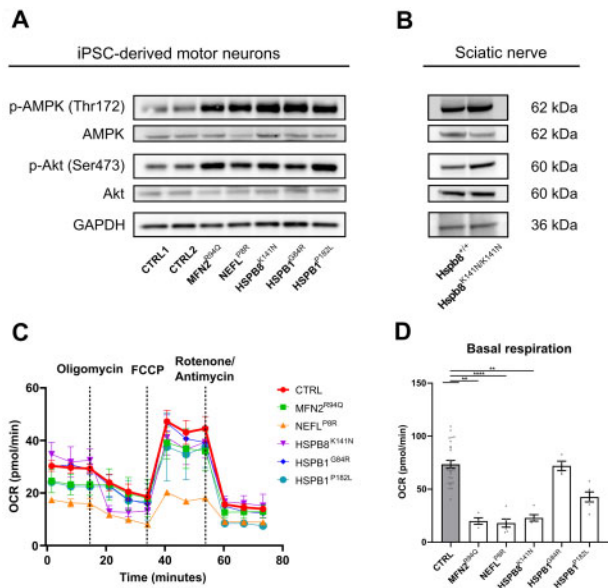 A
iPSC-derived motor neurons
p-AMPK (Thr172)
AMPK
p-Akt (Ser473)
Akt
GAPDH
CTRL1
CTRL2
MFN2R94Q
NEFLP8R
HSPB8K141N
HSPB1G84R
HSPB1P182L
B
Sciatic nerve
62 kDa
62 kDa
60 kDa
60 kDa
36 kDa
Hspb8+/+
Hspb8K141N/K141N
C
Oligomycin
FCCP
Rotenone/
Antimycin
OCR (pmol/min)
60
40
20
0
0
20
40
60
80
Time (minutes)
CTRL
MFN2R94Q
NEFLP8R
HSPB8K141N
HSPB1G84R
HSPB1P182L
D
Basal respiration
**
****
**
OCR (pmol/min)
150
100
50
0
CTRL
MFN2R94Q
NEFLP8R
HSPB8K141N
HSPB1G84R
HSPB1P182L